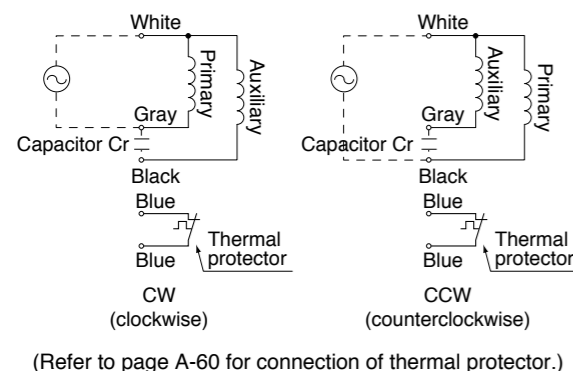 White
Primary
Auxiliary
Gray
Capacitor Cr
Black
Blue
Thermal
protector
Blue
CW
(clockwise)
White
Auxiliary
Primary
Gray
Capacitor Cr
Black
Blue
Thermal
protector
Blue
CCW
(counterclockwise)
(Refer to page A-60 for connection of thermal protector.)